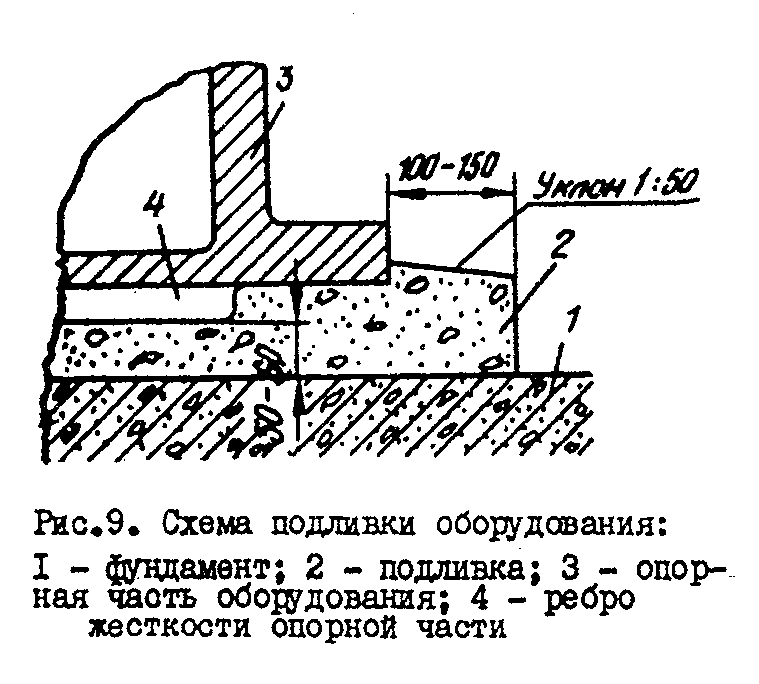 3
100-150
4
Уклон 1:50
2
1
Рис.9. Схема подливки оборудования:
I - фундамент; 2 - подливка; 3 - опор-
ная часть оборудования; 4 - ребро
жесткости опорной части